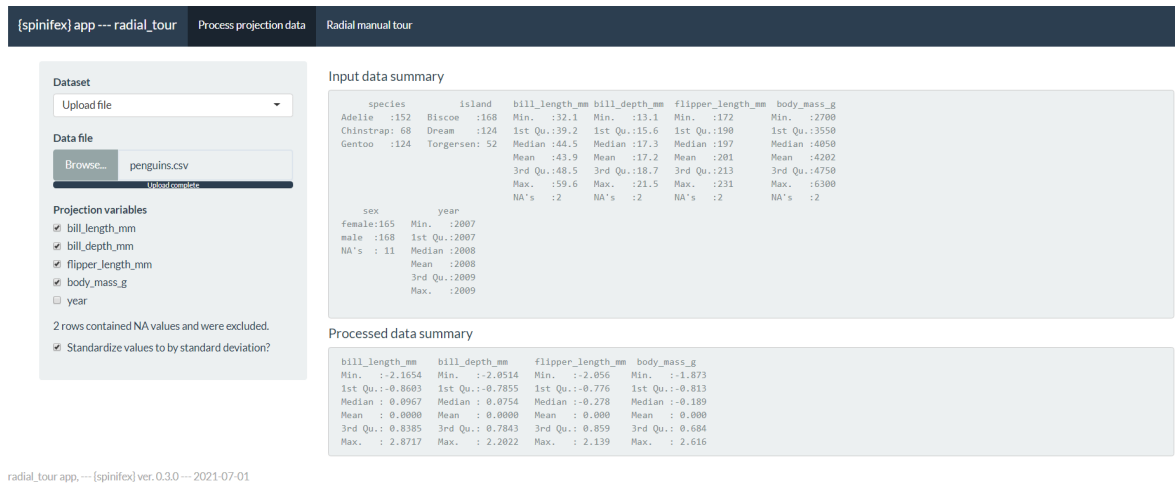 {spinifex} app --- radial_tour Process projection data Radial manual tour
Dataset
Upload file
Data file
Browse... penguins.csv
Upload complete
Projection variables
bill_length_mm
bill_depth_mm
flipper_length_mm
body_mass_g
year
2 rows contained NA values and were excluded.
Standardize values to by standard deviation?
Input data summary
species island bill_length_mm bill_depth_mm flipper_length_mm body_mass_g
Adelie :152 Biscoe :168 Min. :32.1 Min. :13.1 Min. :172 Min. :2700
Chinstrap: 68 Dream :124 1st Qu.:39.2 1st Qu.:15.6 1st Qu.:190 1st Qu.:3550
Gentoo :124 Torgersen: 52 Median :44.5 Median :17.3 Median :197 Median :4050
Mean :43.9 Mean :17.2 Mean :201 Mean :4202
3rd Qu.:48.5 3rd Qu.:18.7 3rd Qu.:213 3rd Qu.:4750
Max. :59.6 Max. :21.5 Max. :231 Max. :6300
NA's :2 NA's :2 NA's :2 NA's :2
sex year
female:165 Min. :2007
male :168 1st Qu.:2007
NA's : 11 Median :2008
Mean :2008
3rd Qu.:2009
Max. :2009
Processed data summary
bill_length_mm bill_depth_mm flipper_length_mm body_mass_g
Min. :-2.1654 Min. :-2.0514 Min. :-2.056 Min. :-1.873
1st Qu.:-0.8603 1st Qu.:-0.7855 1st Qu.:-0.776 1st Qu.:-0.813
Median : 0.0967 Median : 0.0754 Median :-0.278 Median :-0.189
Mean : 0.0000 Mean : 0.0000 Mean : 0.000 Mean : 0.000
3rd Qu.: 0.8385 3rd Qu.: 0.7843 3rd Qu.: 0.859 3rd Qu.: 0.684
Max. : 2.8717 Max. : 2.2022 Max. : 2.139 Max. : 2.616
radial_tour app, --- {spinifex} ver. 0.3.0 --- 2021-07-01